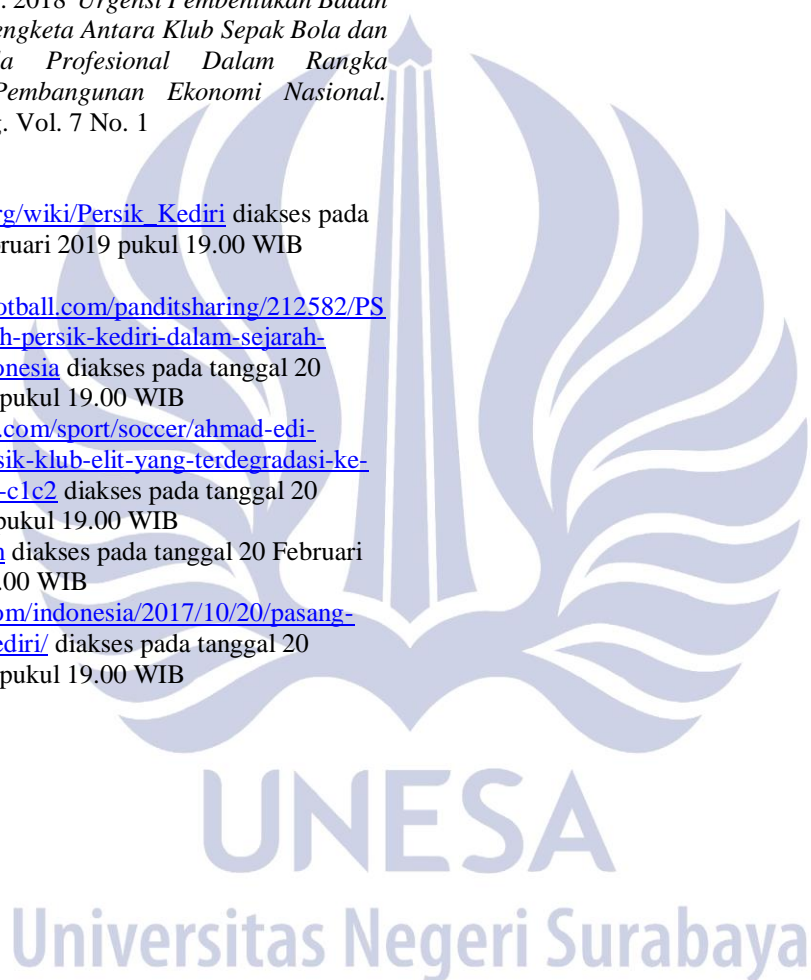 . 2018 Urgensi Pembentukan Badan
engketa Antara Klub Sepak Bola dan
Profesional Dalam Rangka
Pembangunan Ekonomi Nasional.
. Vol. 7 No. 1
rg/wiki/Persik_Kediri diakses pada
ruari 2019 pukul 19.00 WIB
otball.com/panditsharing/212582/PS
h-persik-kediri-dalam-sejarah-
onesia diakses pada tanggal 20
pukul 19.00 WIB
.com/sport/soccer/ahmad-edi-
sik-klub-elit-yang-terdegradasi-ke-
-c1c2 diakses pada tanggal 20
pukul 19.00 WIB
diakses pada tanggal 20 Februari
.00 WIB
om/indonesia/2017/10/20/pasang-
ediri/ diakses pada tanggal 20
pukul 19.00 WIB
UNESA
Universitas Negeri Surabaya